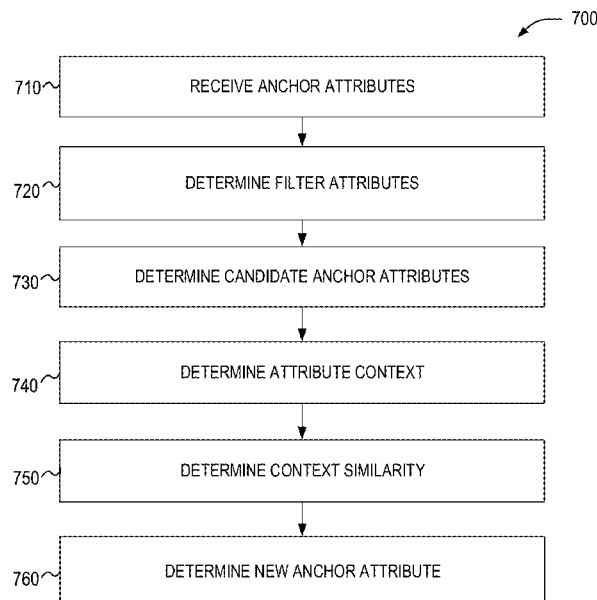 700
710 RECEIVE ANCHOR ATTRIBUTES
720 DETERMINE FILTER ATTRIBUTES
730 DETERMINE CANDIDATE ANCHOR ATTRIBUTES
740 DETERMINE ATTRIBUTE CONTEXT
750 DETERMINE CONTEXT SIMILARITY
760 DETERMINE NEW ANCHOR ATTRIBUTE